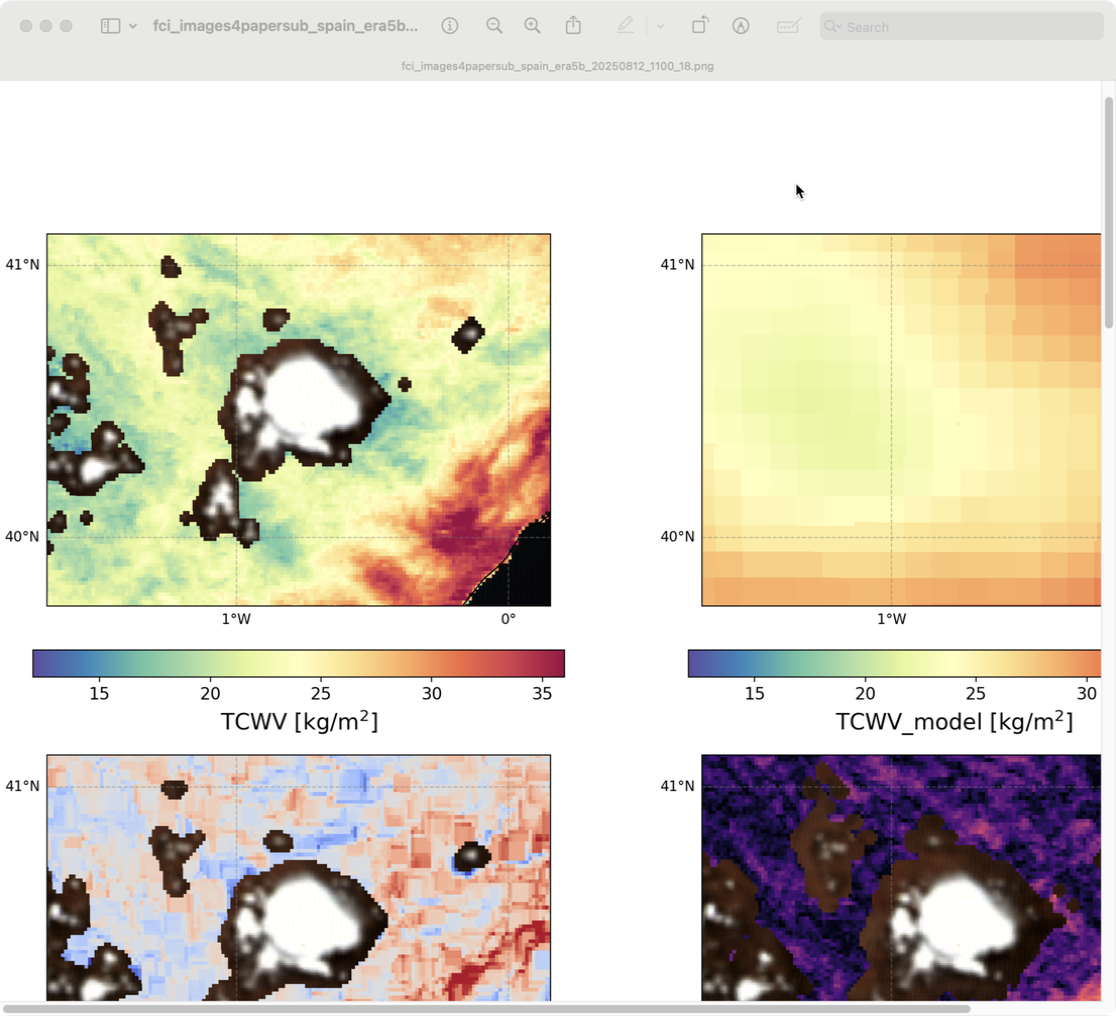 fci_images4papersub_spain_era5b...
Search
fci_images4papersub_spain_era5b_20250812_1100_18.png
41°N
40°N
1°W
0°
41°N
40°N
1°W
15 20 25 30 35
TCWV [kg/m²]
15 20 25 30
TCWV_model [kg/m²]
41°N
41°N